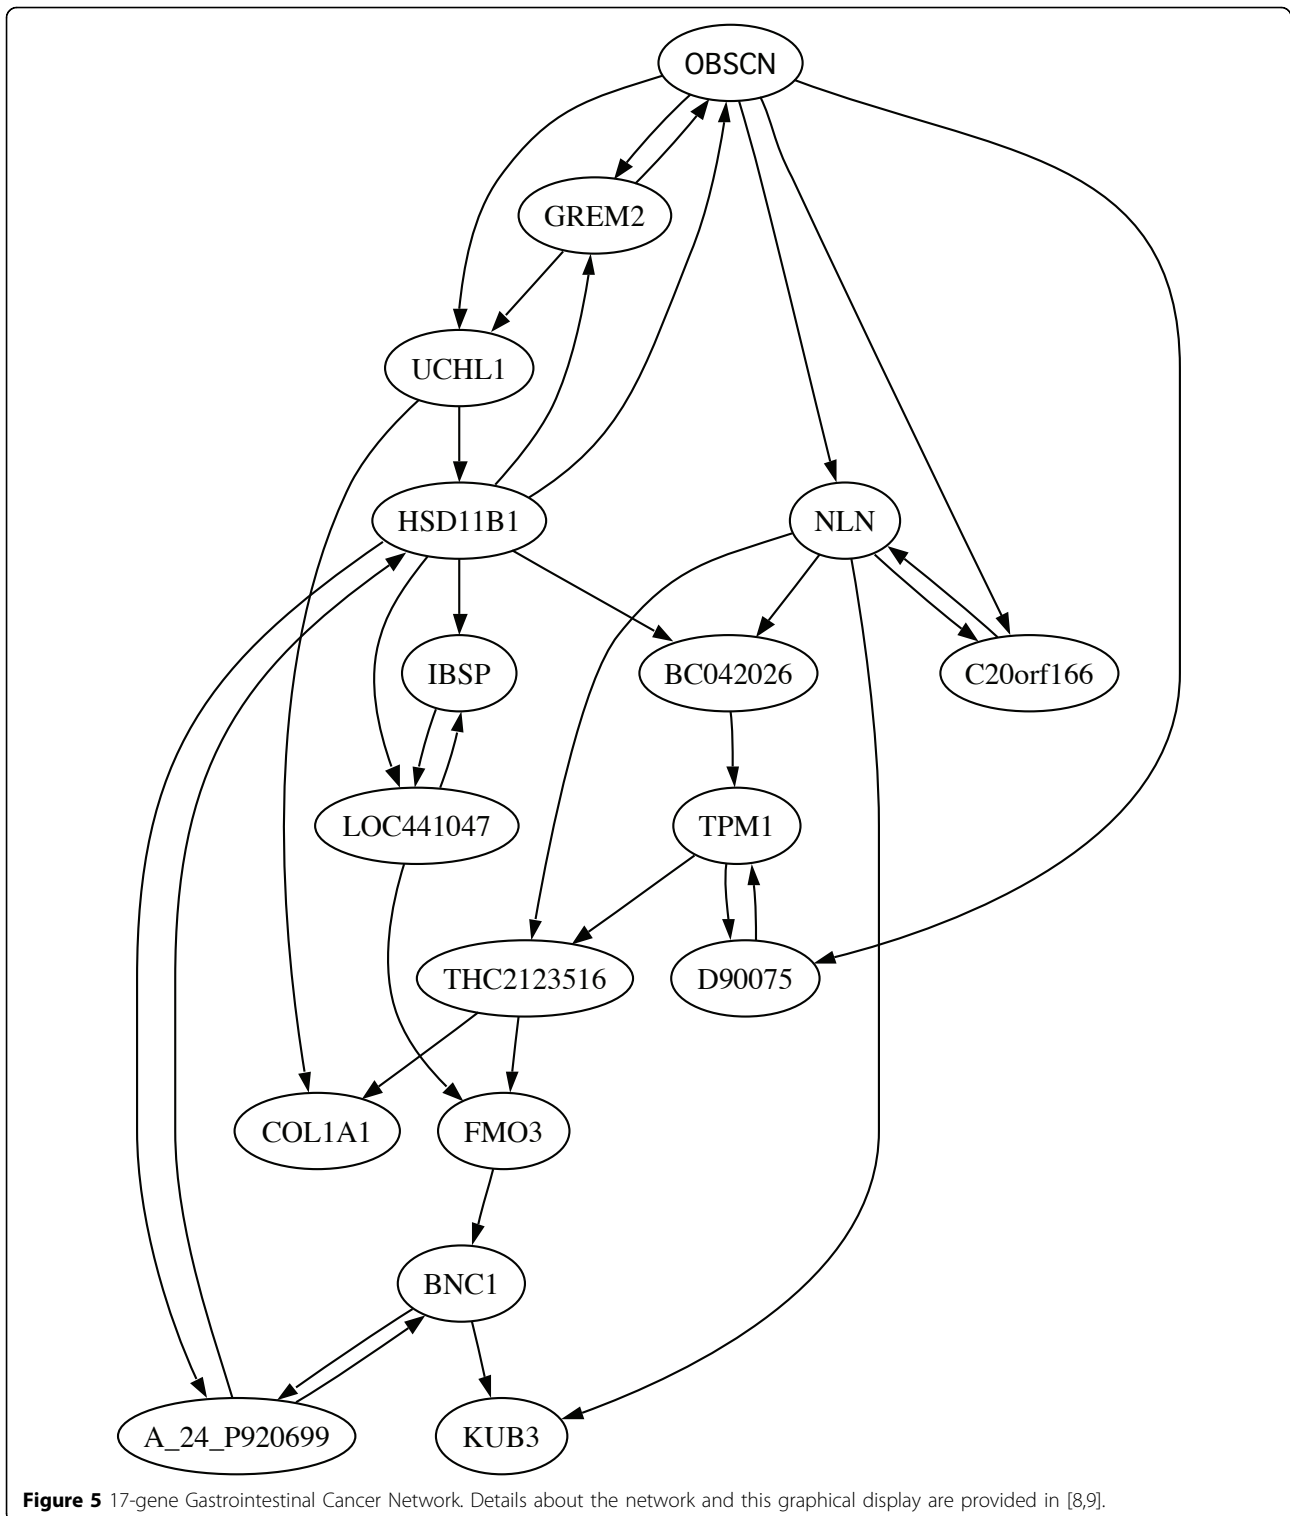 OBSCN
GREM2
UCHL1
HSD11B1
NLN
IBSP
BC042026
C20orf166
LOC441047
TPM1
THC2123516
D90075
COL1A1
FMO3
BNC1
A_24_P920699
KUB3
Figure 5 17-gene Gastrointestinal Cancer Network. Details about the network and this graphical display are provided in [8,9].